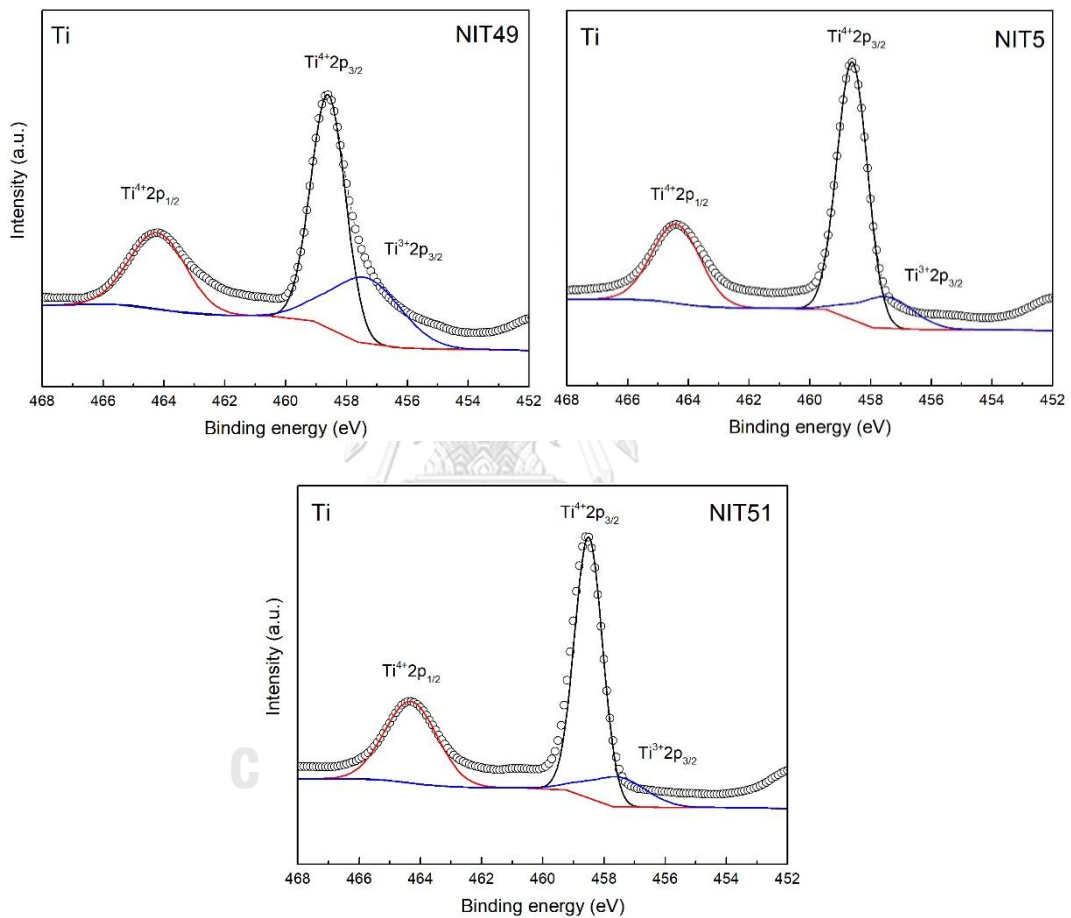 Ti NIT49
Ti⁴⁺2p₃/₂
Ti⁴⁺2p₁/₂
Ti³⁺2p₃/₂
Intensity (a.u.)
468 466 464 462 460 458 456 454 452
Binding energy (eV)
Ti NIT5
Ti⁴⁺2p₃/₂
Ti⁴⁺2p₁/₂
Ti³⁺2p₃/₂
468 466 464 462 460 458 456 454 452
Binding energy (eV)
Ti NIT51
Ti⁴⁺2p₃/₂
Ti⁴⁺2p₁/₂
Ti³⁺2p₃/₂
Intensity (a.u.)
C
468 466 464 462 460 458 456 454 452
Binding energy (eV)